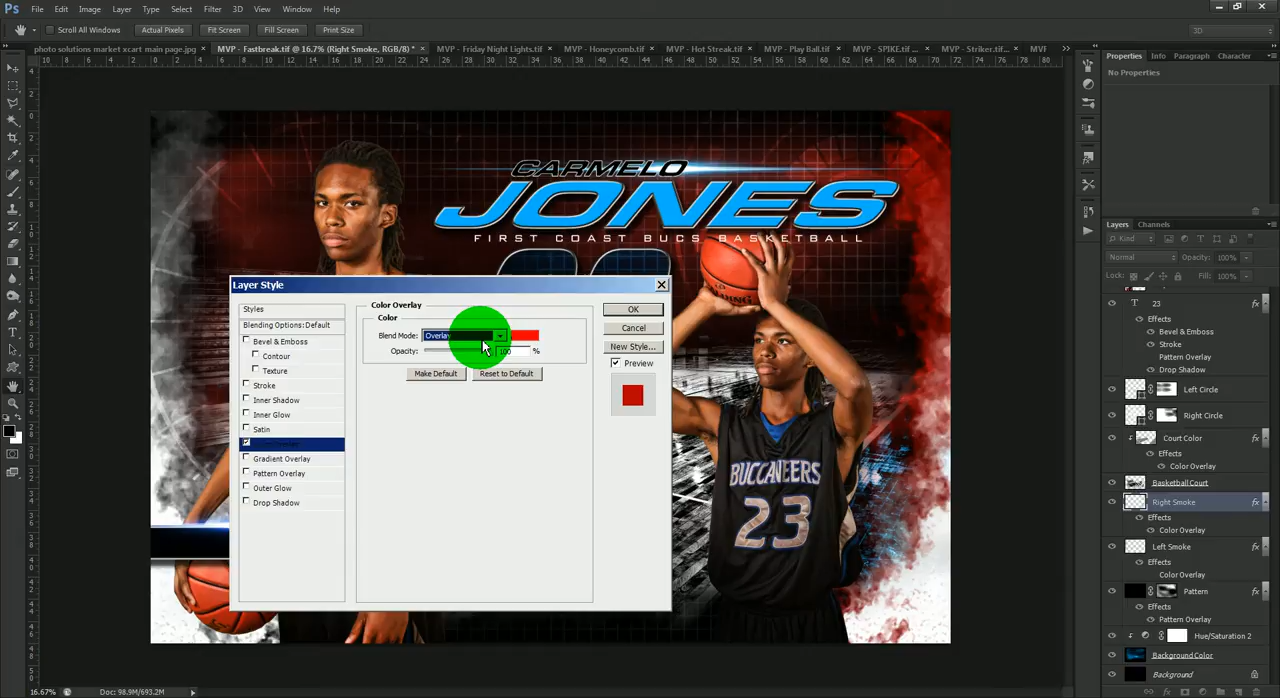 Ps File Edit Image Layer Type Select Filter 3D View Window Help
Scroll All Windows Actual Pixels Fit Screen Fill Screen Print Size 3D
photo solutions market xcart main page.jpg × MVP - Fastbreak.tif @ 16.7% (Right Smoke, RGB/8) * × MVP - Friday Night Lights.tif × MVP - Honeycomb.tif × MVP - Hot Streak.tif × MVP - Play Ball.tif × MVP - SPIKE.tif ... × MVP - Striker.tif × MVP
Properties Info Paragraph Character
No Properties
CARMELO
JONES
FIRST COAST BUCS BASKETBALL
Layer Style
Styles
Blending Options: Default
Bevel & Emboss
Contour
Texture
Stroke
Inner Shadow
Inner Glow
Satin
Gradient Overlay
Pattern Overlay
Outer Glow
Drop Shadow
Color Overlay
Color
Blend Mode: Overlay
Opacity: 100 %
Make Default Reset to Default
OK
Cancel
New Style...
Preview
BUCCANEERS
23
Layers Channels
Kind
Normal Opacity: 100%
Lock: Fill: 100%
T 23 fx
Effects
Bevel & Emboss
Stroke
Pattern Overlay
Drop Shadow
Left Circle
Right Circle
Court Color fx
Effects
Color Overlay
Basketball Court
Right Smoke fx
Effects
Color Overlay
Left Smoke fx
Effects
Color Overlay
Pattern fx
Effects
Pattern Overlay
Hue/Saturation 2
Background Color
Background
16.67% Doc: 98.9M/693.2M